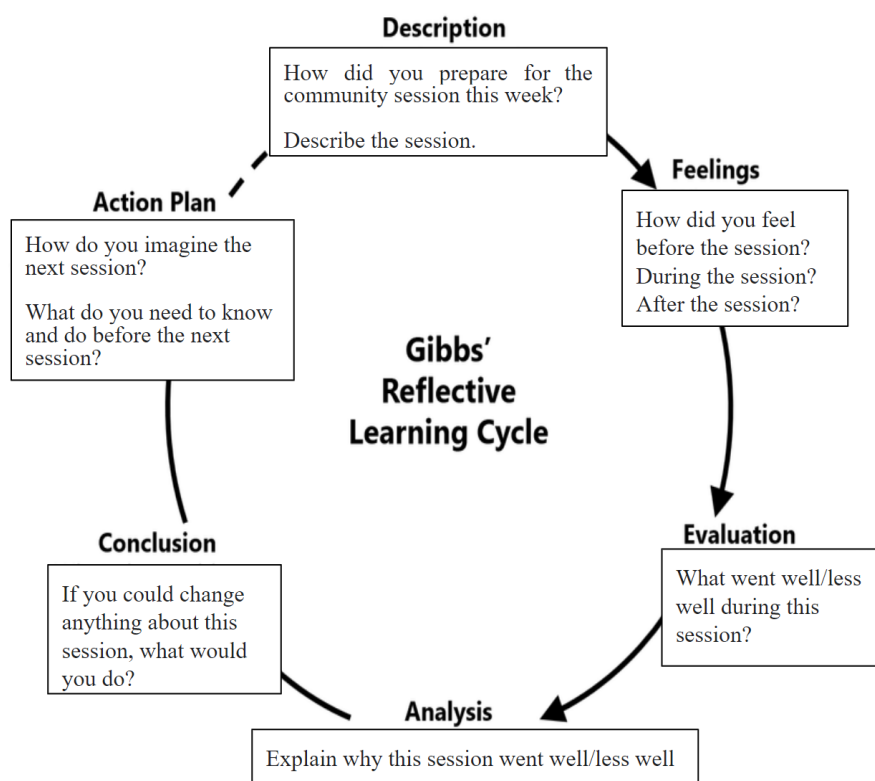 Description
How did you prepare for the
community session this week?
Describe the session.
Feelings
How did you feel
before the session?
During the session?
After the session?
Evaluation
What went well/less
well during this
session?
Analysis
Explain why this session went well/less well
Conclusion
If you could change
anything about this
session, what would
you do?
Action Plan
How do you imagine the
next session?
What do you need to know
and do before the next
session?
Gibbs'
Reflective
Learning Cycle